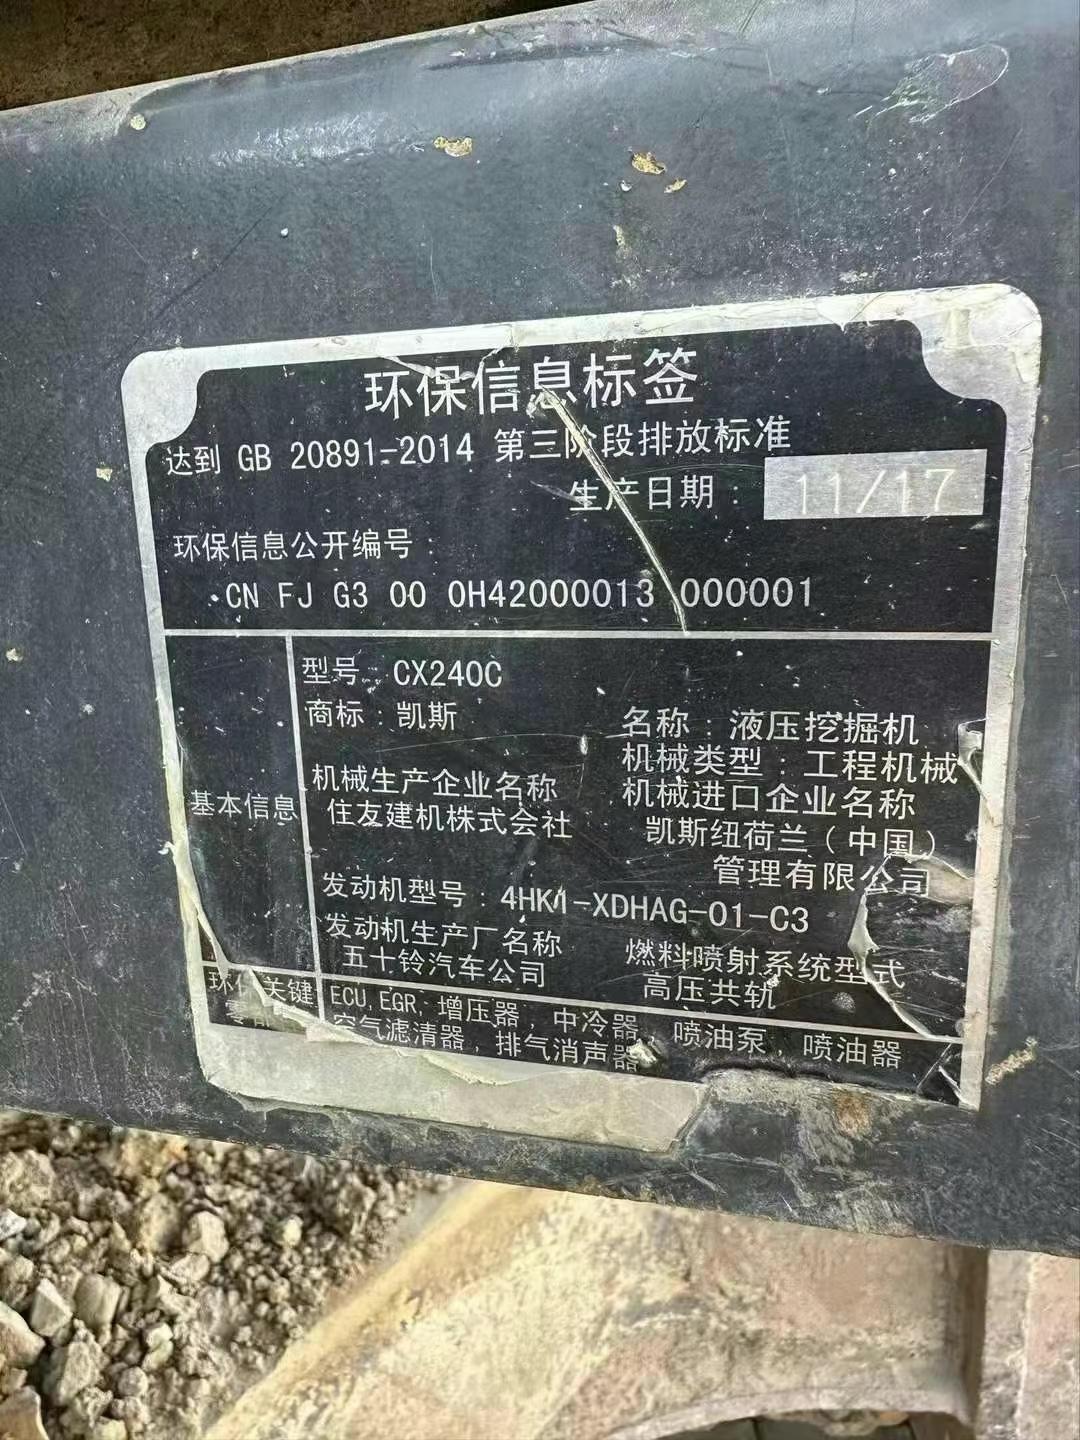 环保信息标签
达到 GB 20891-2014 第三阶段排放标准
生产日期: 11/17
环保信息公开编号:
CN FJ G3 00 0H42000013 000001
基本信息
型号: CX240C
商标: 凯斯
名称: 液压挖掘机
机械类型: 工程机械
机械生产企业名称
住友建机株式会社
机械进口企业名称
凯斯纽荷兰(中国)
管理有限公司
发动机型号: 4HK1-XDHAG-01-C3
发动机生产厂名称
五十铃汽车公司
燃料喷射系统型式
高压共轨
环保关键
零部
ECU, EGR, 增压器, 中冷器, 喷油泵, 喷油器
空气滤清器, 排气消声器